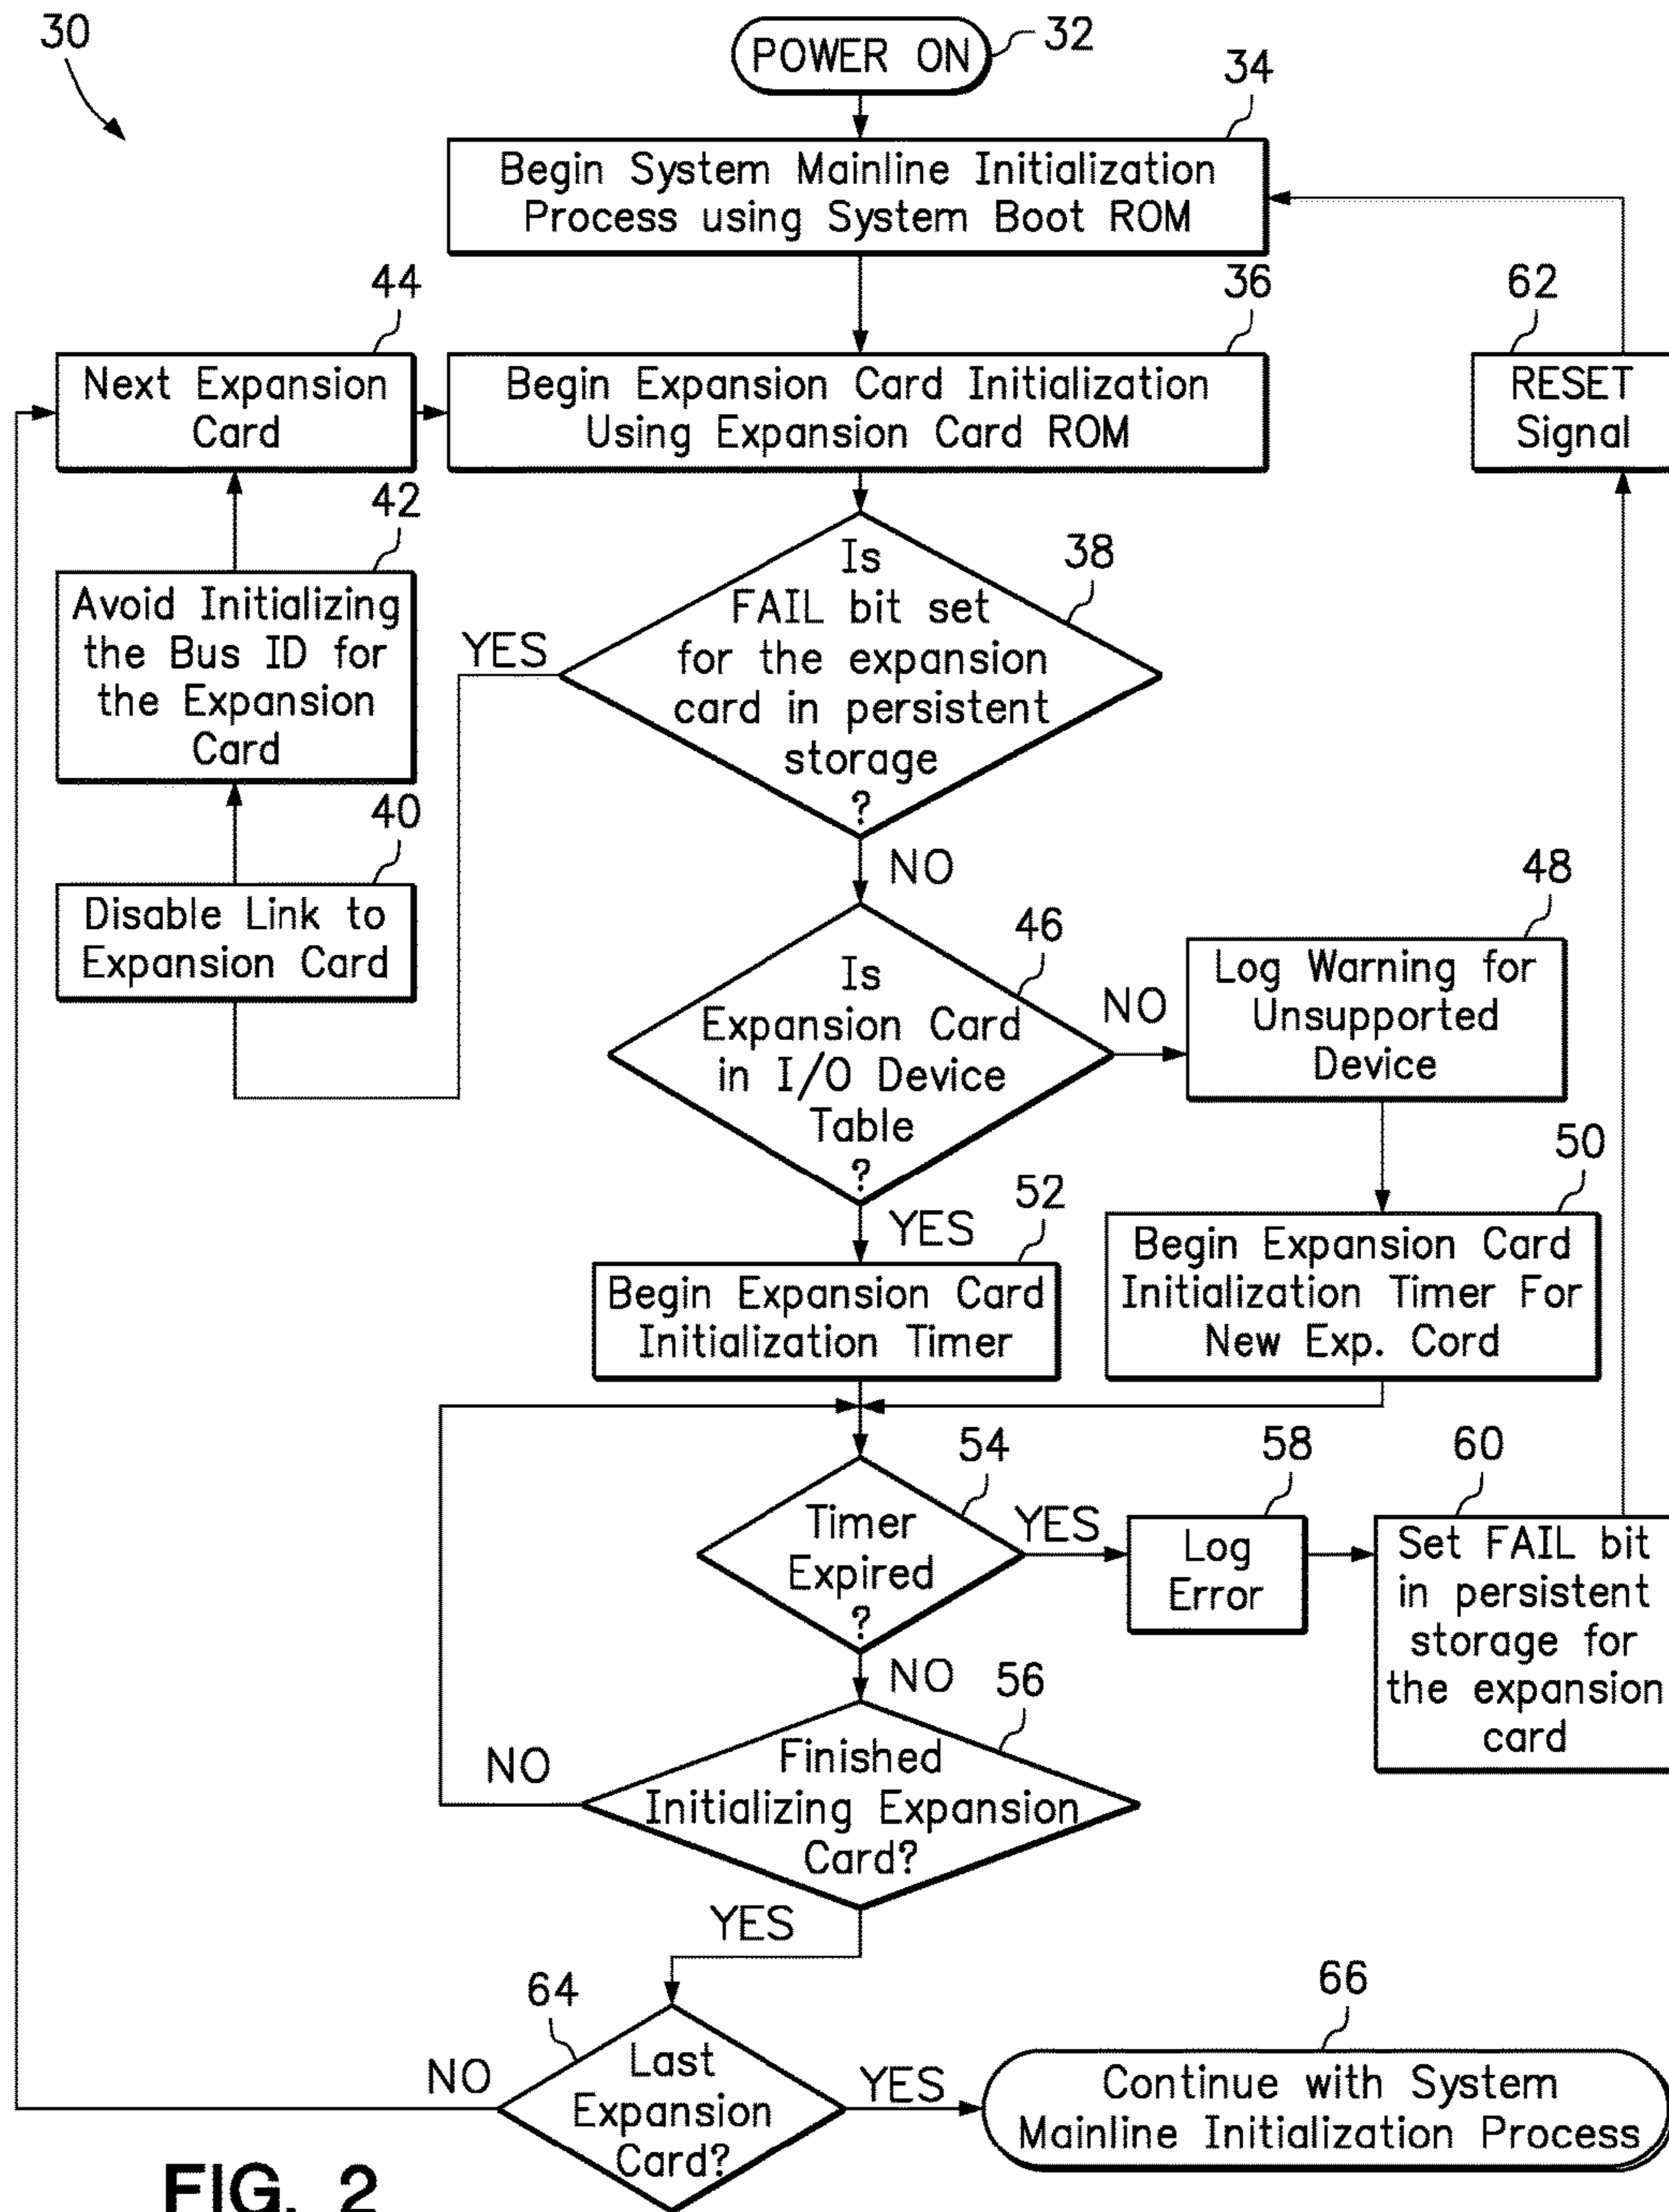 30
POWER ON
32
34
Begin System Mainline Initialization
Process using System Boot ROM
44
Next Expansion
Card
36
Begin Expansion Card Initialization
Using Expansion Card ROM
62
RESET
Signal
42
Avoid Initializing
the Bus ID for
the Expansion
Card
YES
38
Is
FAIL bit set
for the expansion
card in persistent
storage
?
40
Disable Link to
Expansion Card
NO
46
Is
Expansion Card
in I/O Device
Table
?
NO
48
Log Warning for
Unsupported
Device
YES
52
Begin Expansion Card
Initialization Timer
50
Begin Expansion Card
Initialization Timer For
New Exp. Cord
54
Timer
Expired
?
YES
58
Log
Error
60
Set FAIL bit
in persistent
storage for
the expansion
card
NO
56
Finished
Initializing Expansion
Card?
NO
YES
64
Last
Expansion
Card?
NO
YES
66
Continue with System
Mainline Initialization Process
FIG. 2